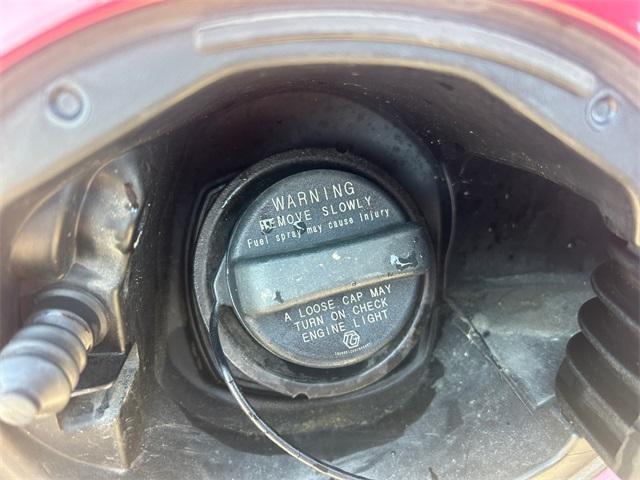 WARNING
REMOVE SLOWLY
Fuel spray may cause injury
A LOOSE CAP MAY
TURN ON CHECK
ENGINE LIGHT